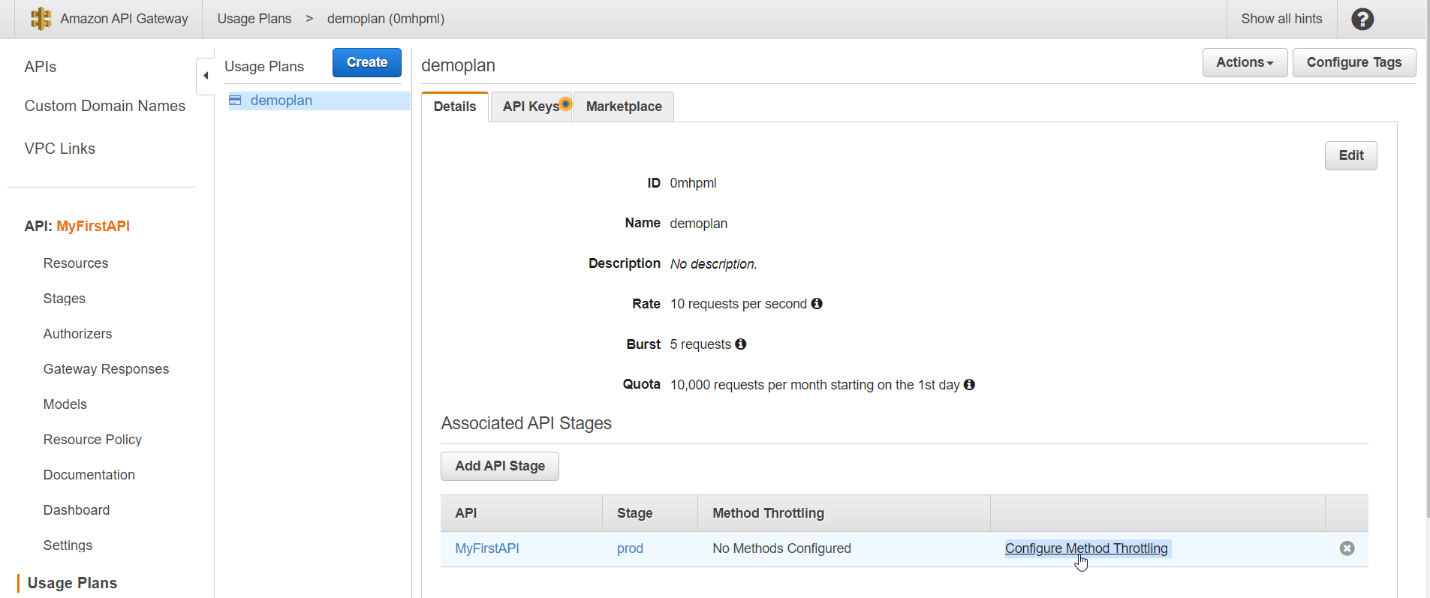 Amazon API Gateway
Usage Plans > demoplan (0mhpml)
Show all hints
?
APIs
Custom Domain Names
VPC Links
API: MyFirstAPI
Resources
Stages
Authorizers
Gateway Responses
Models
Resource Policy
Documentation
Dashboard
Settings
Usage Plans
Usage Plans
Create
demoplan
demoplan
Actions
Configure Tags
Details
API Keys
Marketplace
Edit
ID 0mhpml
Name demoplan
Description No description.
Rate 10 requests per second
Burst 5 requests
Quota 10,000 requests per month starting on the 1st day
Associated API Stages
Add API Stage
API Stage Method Throttling
MyFirstAPI prod No Methods Configured Configure Method Throttling